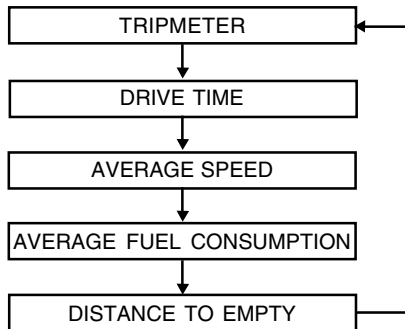 TRIPMETER
DRIVE TIME
AVERAGE SPEED
AVERAGE FUEL CONSUMPTION
DISTANCE TO EMPTY